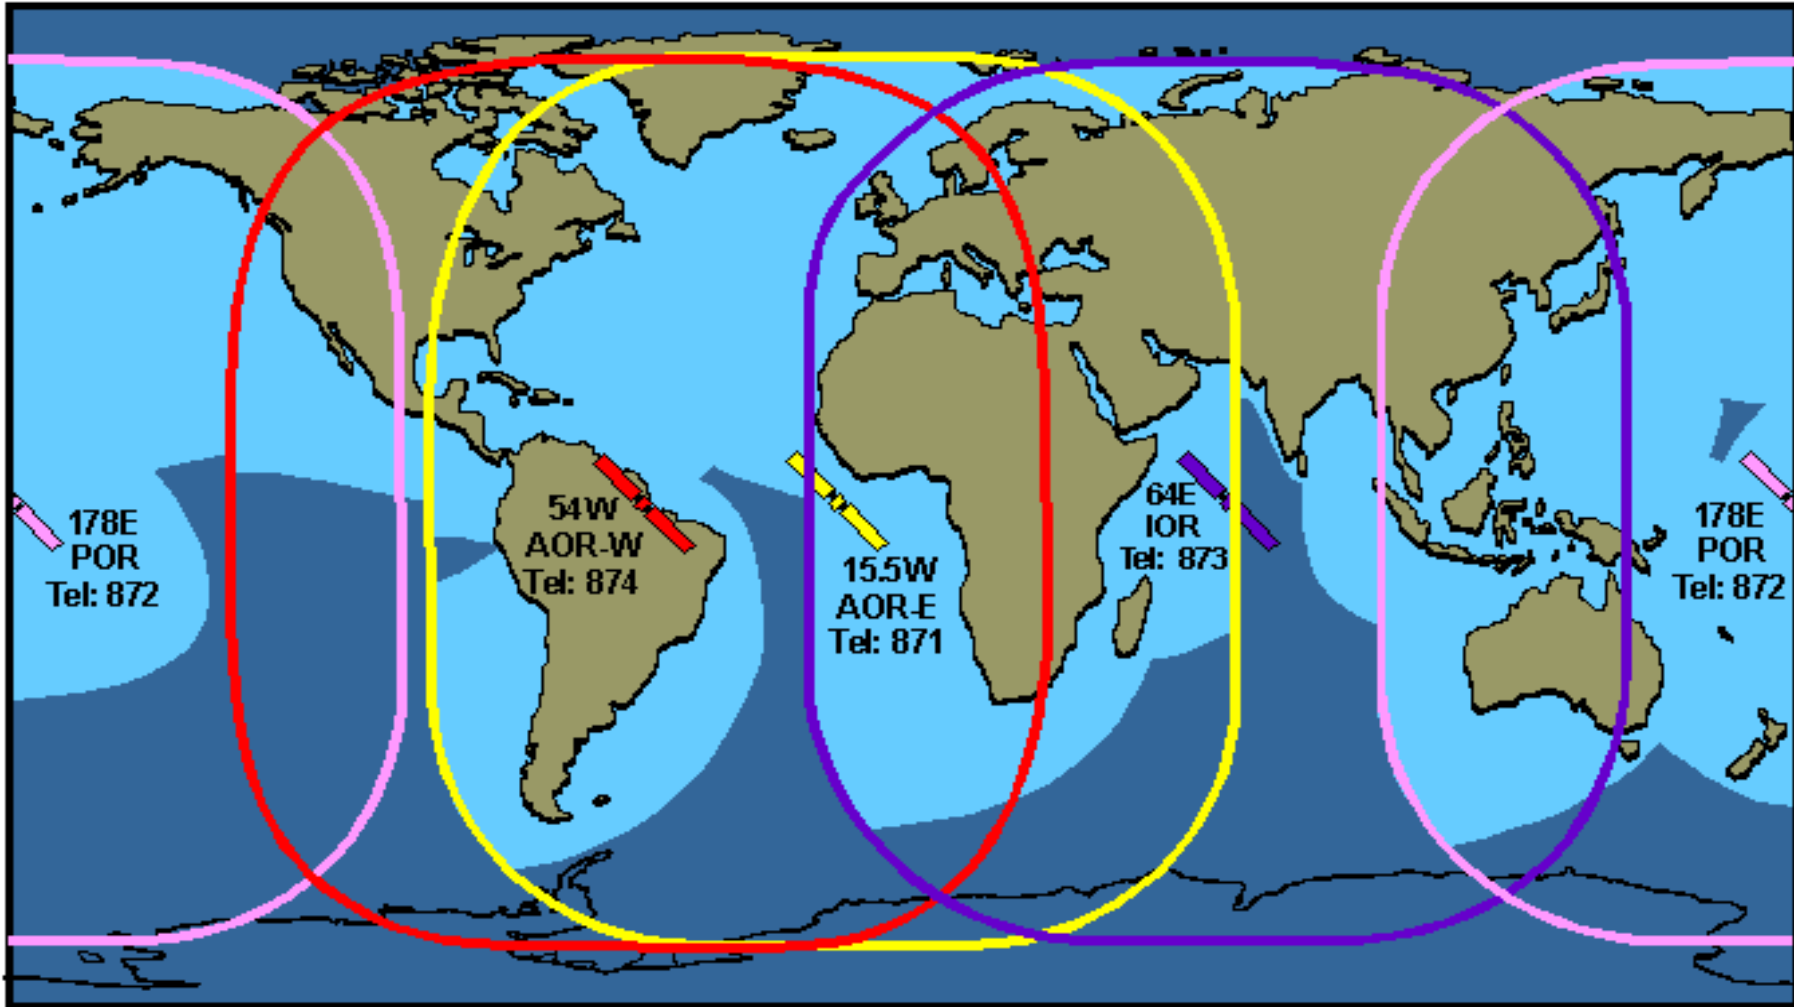 178E
POR
Tel: 872
54W
AOR-W
Tel: 874
15.5W
AOR-E
Tel: 871
64E
IOR
Tel: 873
178E
POR
Tel: 872